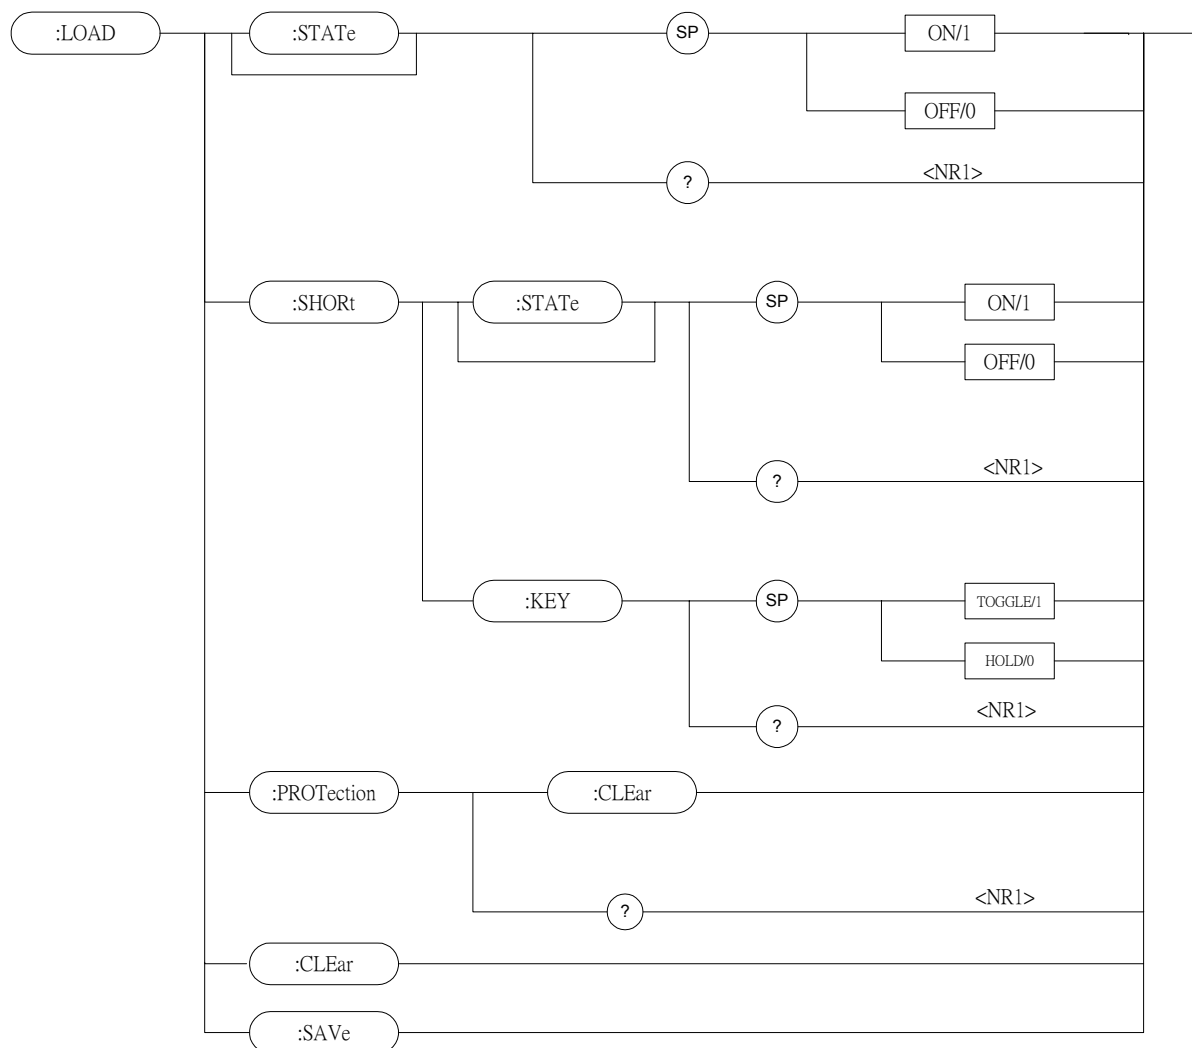 :LOAD :STATe SP ON/1
OFF/0
? <NR1>
:SHORt :STATe SP ON/1
OFF/0
? <NR1>
:KEY SP TOGGLE/1
HOLD/0
? <NR1>
:PROTection :CLEar
? <NR1>
:CLEar
:SAVe